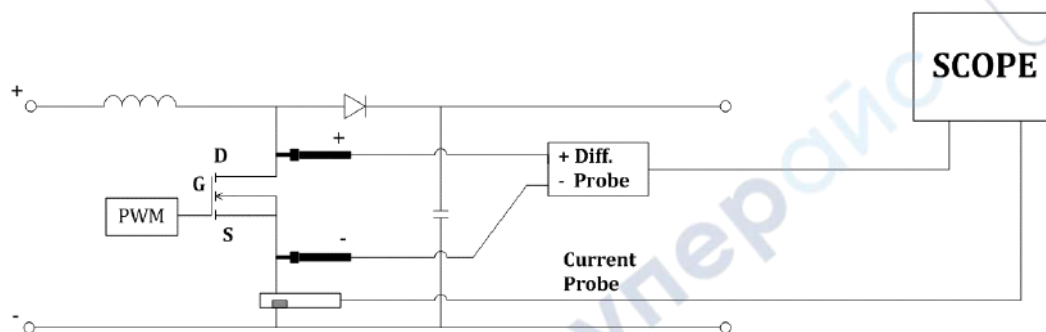 SCOPE
+
+
D
+ Diff.
- Probe
G
PWM
S
-
Current
Probe
-